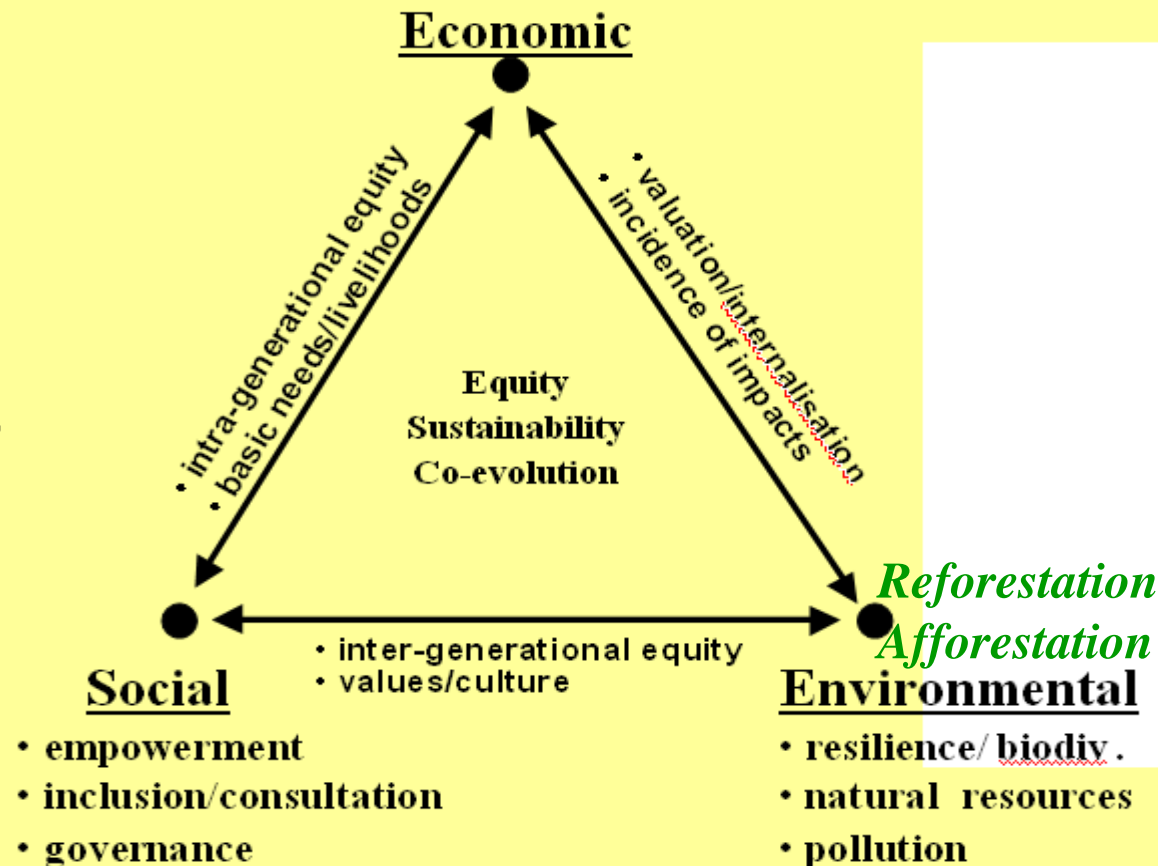 Economic
• intra-generational equity
• basic needs/livelihoods
• valuation/internalisation
• incidence of impacts
Equity
Sustainability
Co-evolution
Reforestation
Afforestation
• inter-generational equity
• values/culture
Social
• empowerment
• inclusion/consultation
• governance
Environmental
• resilience/ biodiv .
• natural resources
• pollution